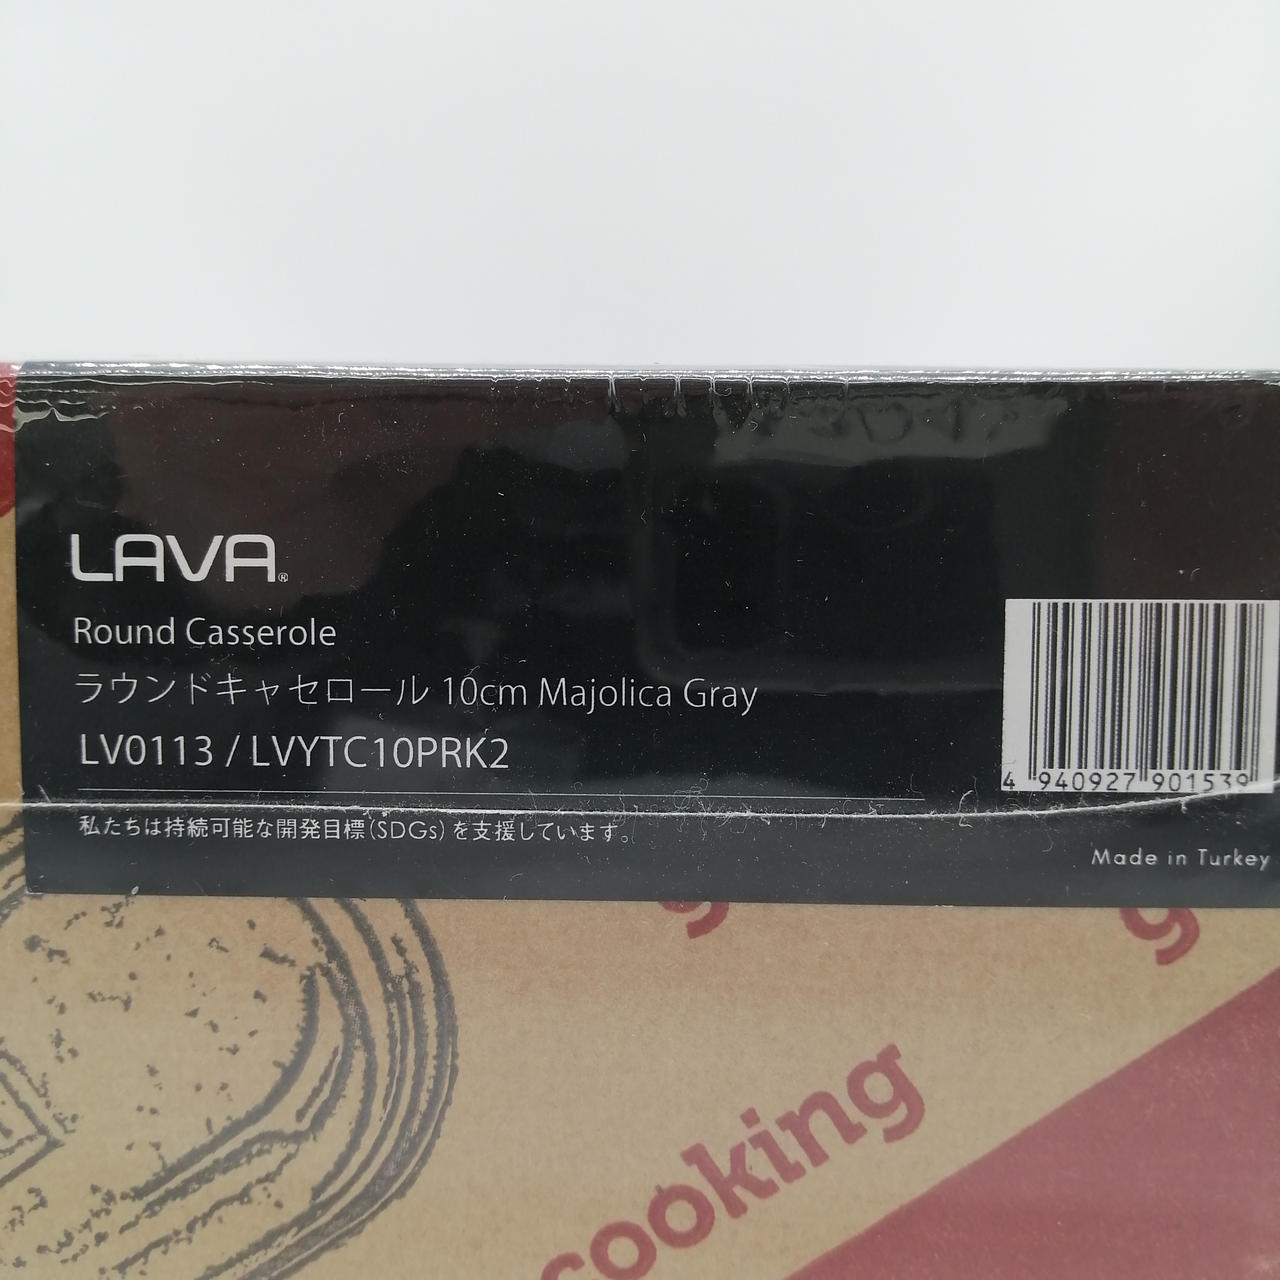 LAVA®
Round Casserole
ラウンドキャセロール 10cm Majolica Gray
LV0113 / LVYTC10PRK2
4 940927 901539
私たちは持続可能な開発目標(SDGs)を支援しています。
Made in Turkey
g
g
cooking